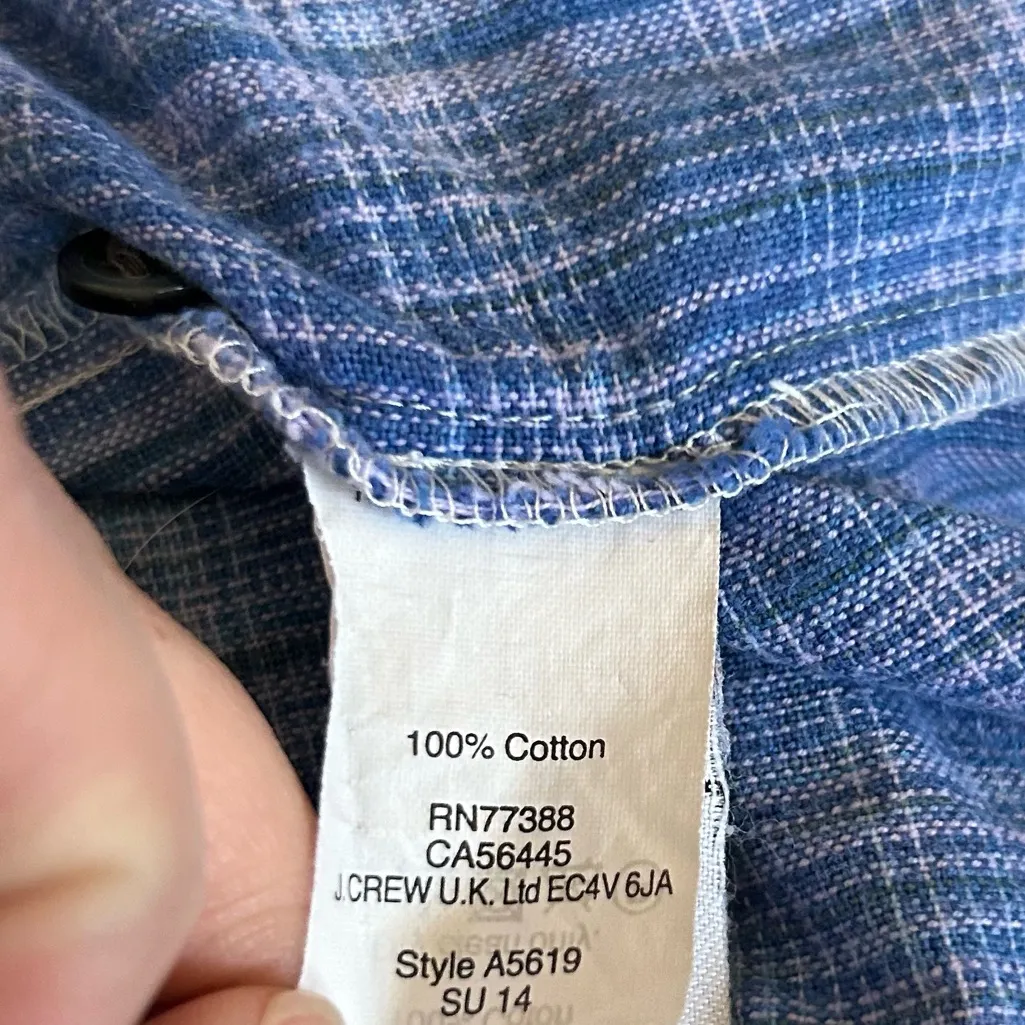 100% Cotton
RN77388
CA56445
J.CREW U.K. Ltd EC4V 6JA
Style A5619
SU 14